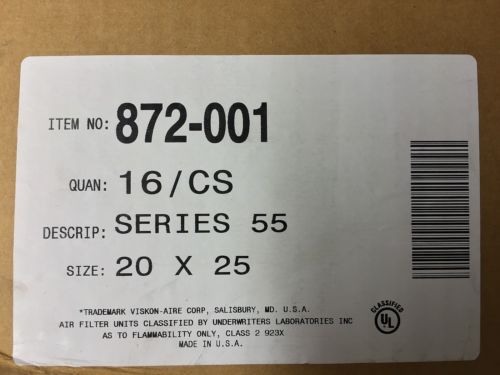 ITEM NO: 872-001
QUAN: 16/CS
DESCRIP: SERIES 55
SIZE: 20 X 25
*TRADEMARK VISKON-AIRE CORP, SALISBURY, MD. U.S.A.
AIR FILTER UNITS CLASSIFIED BY UNDERWRITERS LABORATORIES INC
AS TO FLAMMABILITY ONLY, CLASS 2 923X
MADE IN U.S.A.
CLASSIFIED
UL